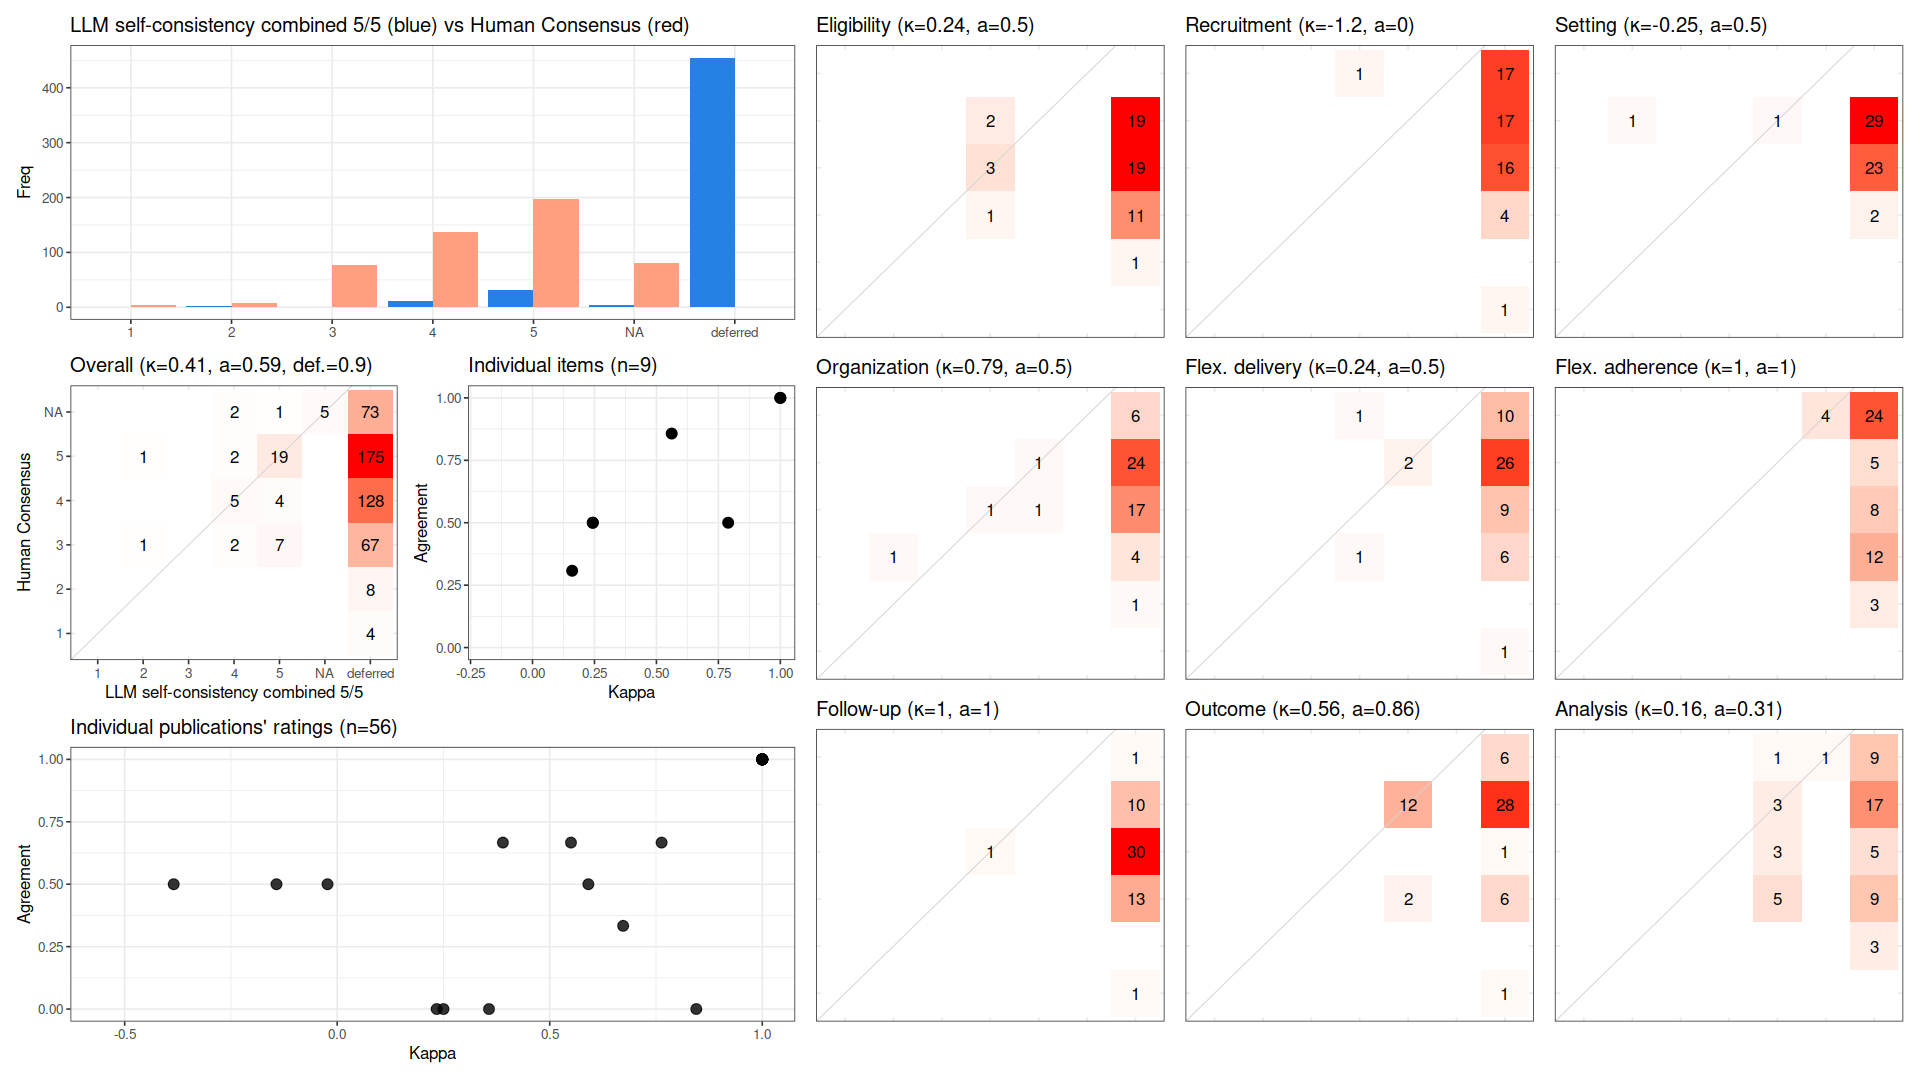 LLM self-consistency combined 5/5 (blue) vs Human Consensus (red)
Freq
400
300
200
100
0
1 2 3 4 5 NA deferred
Overall (κ=0.41, a=0.59, def.=0.9)
Human Consensus
NA 2 1 5 73
5 1 2 19 175
4 5 4 128
3 1 2 7 67
2 8
1 4
1 2 3 4 5 NA deferred
LLM self-consistency combined 5/5
Individual items (n=9)
Agreement
1.00
0.75
0.50
0.25
0.00
-0.25 0.00 0.25 0.50 0.75 1.00
Kappa
Individual publications' ratings (n=56)
Agreement
1.00
0.75
0.50
0.25
0.00
-0.5 0.0 0.5 1.0
Kappa
Eligibility (κ=0.24, a=0.5)
2 19
3 19
1 11
1
Recruitment (κ=-1.2, a=0)
1 17
17
16
4
1
Setting (κ=-0.25, a=0.5)
1 1 29
23
2
Organization (κ=0.79, a=0.5)
6
1 24
1 1 17
1 4
1
Flex. delivery (κ=0.24, a=0.5)
1 10
2 26
9
1 6
1
Flex. adherence (κ=1, a=1)
4 24
5
8
12
3
Follow-up (κ=1, a=1)
1
10
1 30
13
1
Outcome (κ=0.56, a=0.86)
6
12 28
1
2 6
1
Analysis (κ=0.16, a=0.31)
1 1 9
3 17
3 5
5 9
3